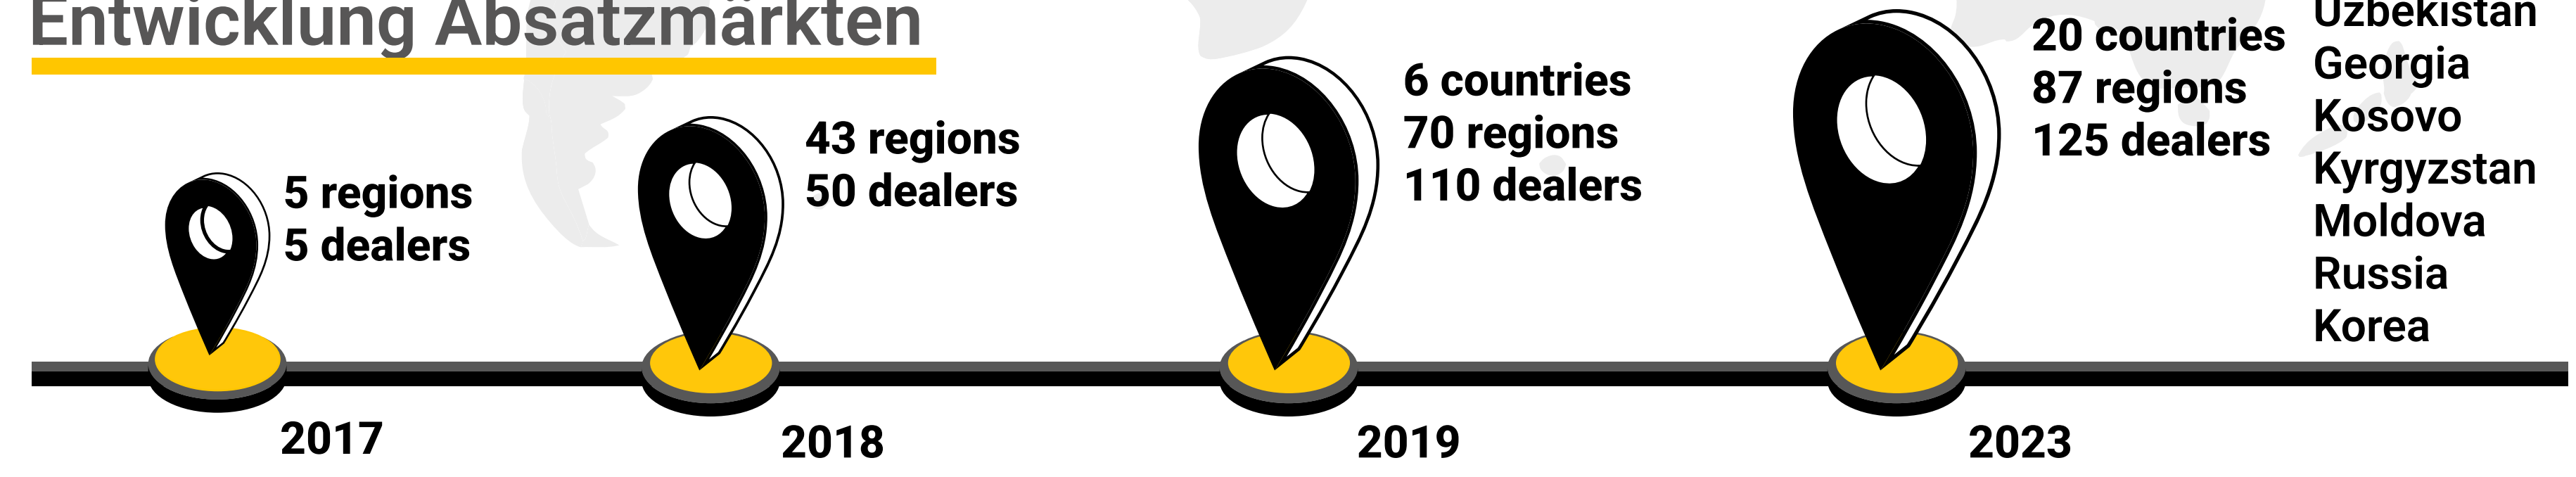 Entwicklung Absatzmärkten
5 regions
5 dealers
2017
43 regions
50 dealers
2018
6 countries
70 regions
110 dealers
2019
20 countries
87 regions
125 dealers
2023
Uzbekistan
Georgia
Kosovo
Kyrgyzstan
Moldova
Russia
Korea